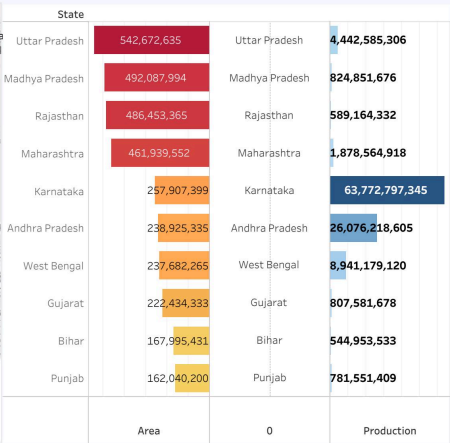 State
Uttar Pradesh 542,672,635 Uttar Pradesh 4,442,585,306
Madhya Pradesh 492,087,994 Madhya Pradesh 824,851,676
Rajasthan 486,453,365 Rajasthan 589,164,332
Maharashtra 461,939,552 Maharashtra 1,878,564,918
Karnataka 257,907,399 Karnataka 63,772,797,345
Andhra Pradesh 238,925,335 Andhra Pradesh 26,076,218,605
West Bengal 237,682,265 West Bengal 8,941,179,120
Gujarat 222,434,333 Gujarat 807,581,678
Bihar 167,995,431 Bihar 544,953,533
Punjab 162,040,200 Punjab 781,551,409
Area 0 Production